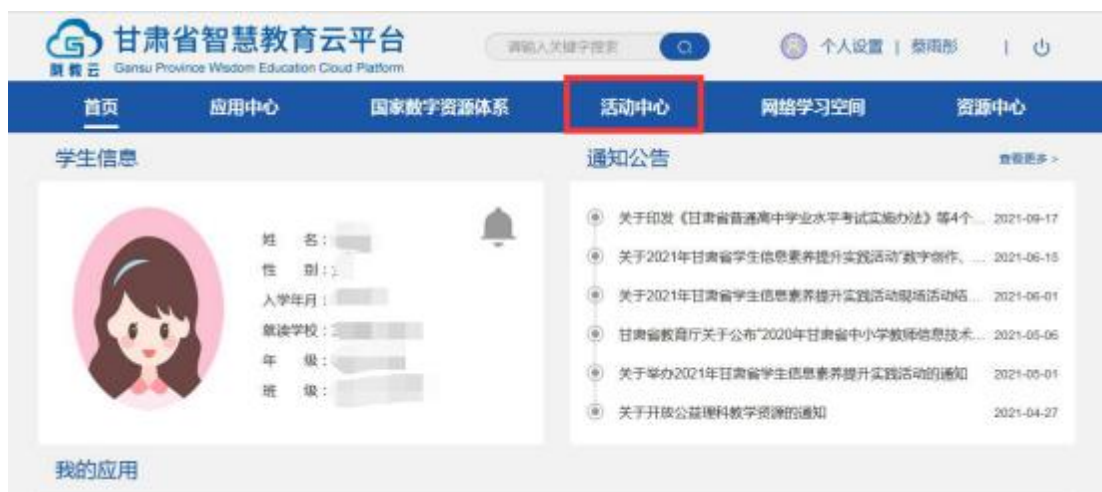 甘肃省智慧教育云平台
陇教云 Gansu Province Wisdom Education Cloud Platform
请输入关键字搜索
个人设置 | 蔡雨彤 |
首页 应用中心 国家数字资源体系 活动中心 网络学习空间 资源中心
学生信息
姓 名：
性 别：
入学年月：
就读学校：
年 级：
班 级：
通知公告 查看更多 >
关于印发《甘肃省普通高中学业水平考试实施办法》等4个... 2021-09-17
关于2021年甘肃省学生信息素养提升实践活动"数字创作、... 2021-06-15
关于2021年甘肃省学生信息素养提升实践活动现场活动结... 2021-06-01
甘肃省教育厅关于公布"2020年甘肃省中小学教师信息技术... 2021-05-06
关于举办2021年甘肃省学生信息素养提升实践活动的通知 2021-05-01
关于开放公益理科教学资源的通知 2021-04-27
我的应用